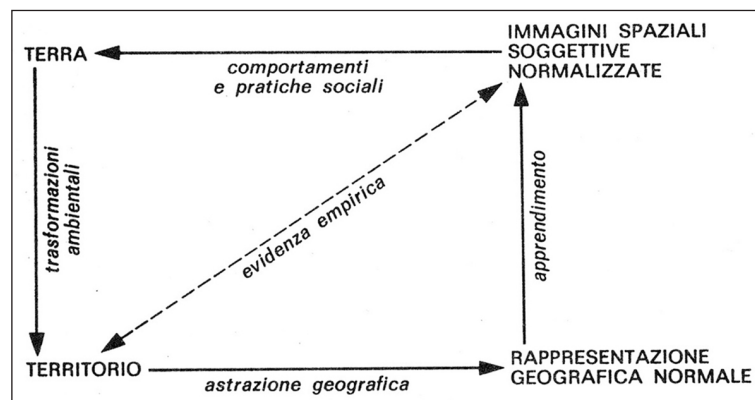 TERRA
IMMAGINI SPAZIALI
SOGGETTIVE
NORMALIZZATE
comportamenti
e pratiche sociali
trasformazioni
ambientali
evidenza empirica
apprendimento
TERRITORIO
astrazione geografica
RAPPRESENTAZIONE
GEOGRAFICA NORMALE